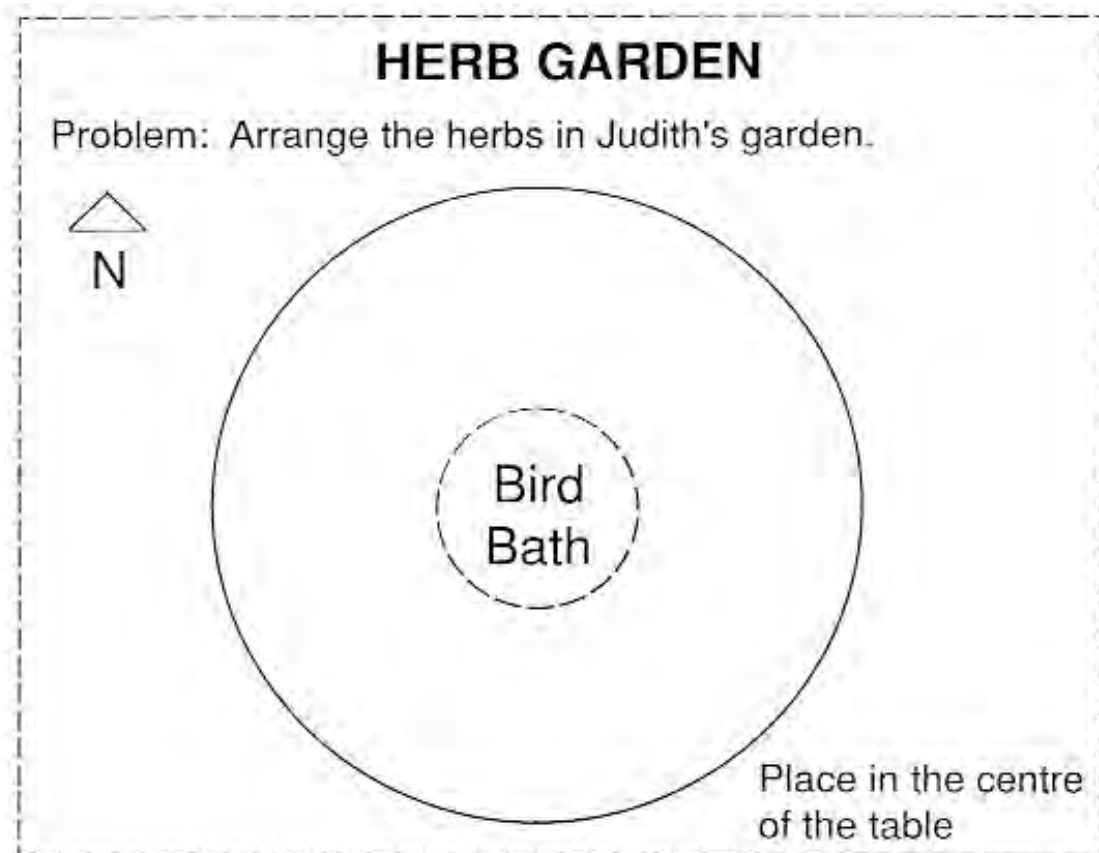 HERB GARDEN
Problem: Arrange the herbs in Judith's garden.
N
Bird
Bath
Place in the centre
of the table